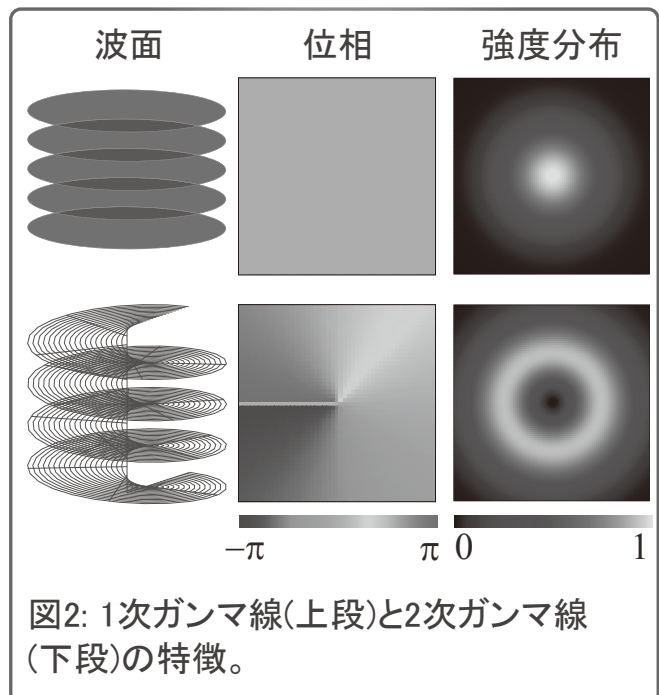 波面 位相 強度分布
−π π 0 1
図2: 1次ガンマ線(上段)と2次ガンマ線
(下段)の特徴。